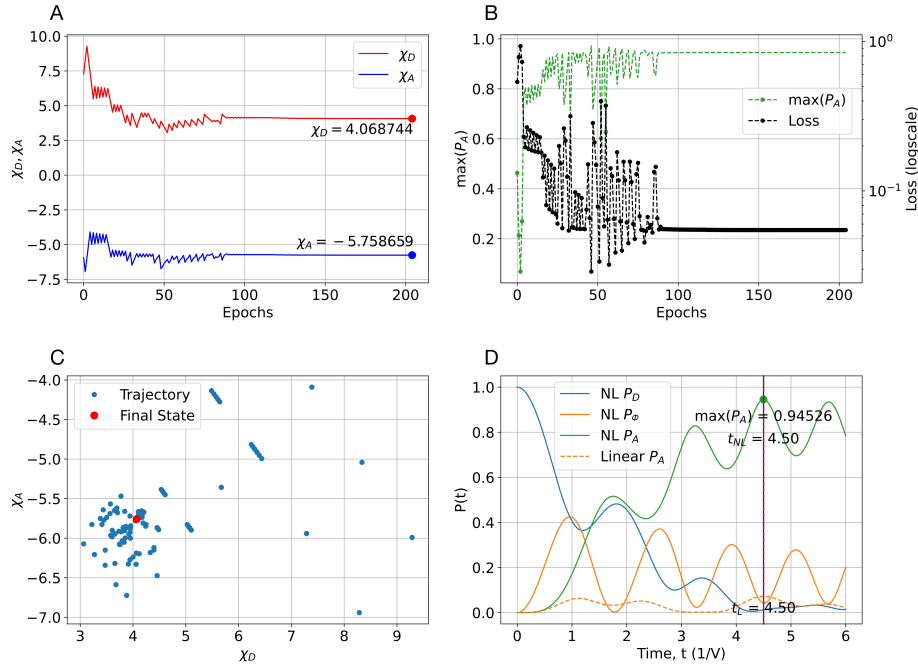 A
10.0
7.5
5.0
2.5
0.0
−2.5
−5.0
−7.5
χ_D, χ_A
χ_D
χ_A
χ_D = 4.068744
χ_A = −5.758659
0 50 100 150 200
Epochs
B
1.0
0.8
0.6
0.4
0.2
max(P_A)
max(P_A)
Loss
10⁰
10⁻¹
Loss (logscale)
0 50 100 150 200
Epochs
C
−4.0
−4.5
−5.0
−5.5
−6.0
−6.5
−7.0
χ_A
Trajectory
Final State
3 4 5 6 7 8 9
χ_D
D
1.0
0.8
0.6
0.4
0.2
0.0
P(t)
NL P_D
NL P_Φ
NL P_A
Linear P_A
max(P_A) = 0.94526
t_NL = 4.50
t_L = 4.50
0 1 2 3 4 5 6
Time, t (1/V)